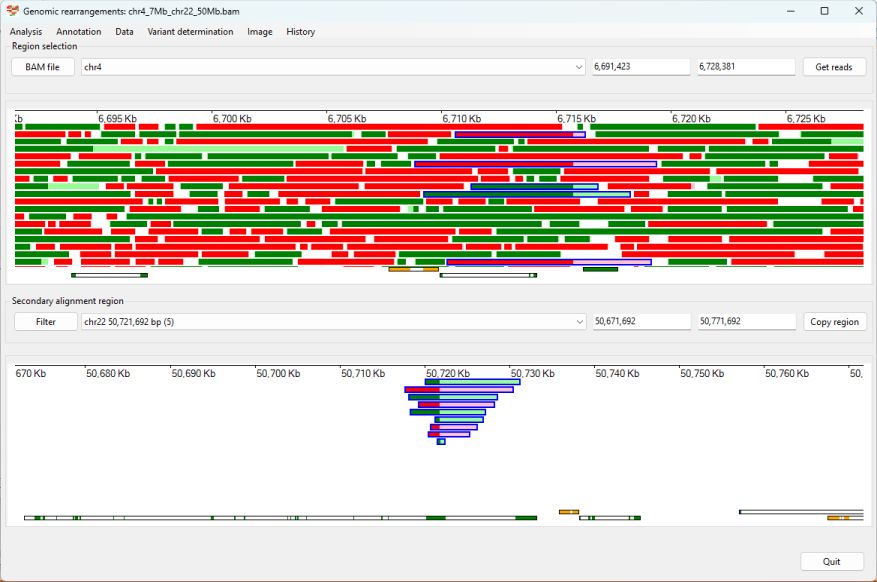 Genomic rearrangements: chr4_7Mb_chr22_50Mb.bam
Analysis Annotation Data Variant determination Image History
Region selection
BAM file chr4 6,691,423 6,728,381 Get reads
Kb 6,695 Kb 6,700 Kb 6,705 Kb 6,710 Kb 6,715 Kb 6,720 Kb 6,725 Kb
Secondary alignment region
Filter chr22 50,721,692 bp (5) 50,671,692 50,771,692 Copy region
670 Kb 50,680 Kb 50,690 Kb 50,700 Kb 50,710 Kb 50,720 Kb 50,730 Kb 50,740 Kb 50,750 Kb 50,760 Kb 50,
Quit